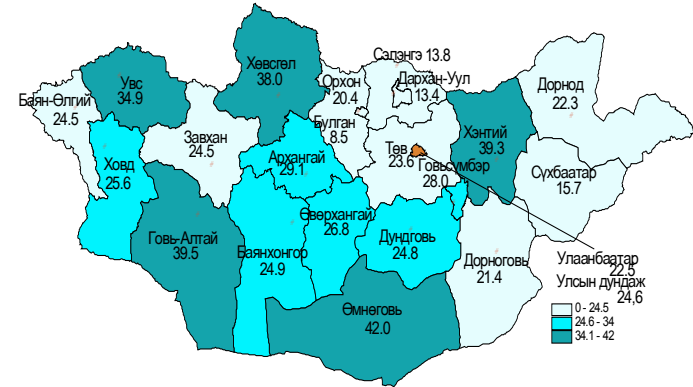 Сэлэнгэ 13.8
Хөвсгөл
38.0
Орхон
20.4
Дархан-Уул
13.4
Увс
34.9
Дорнод
22.3
Баян-Өлгий
24.5
Булган
8.5
Завхан
24.5
Хэнтий
39.3
Төв
23.6
Архангай
29.1
Ховд
25.6
Говьсүмбэр
28.0
Сүхбаатар
15.7
Өвөрхангай
26.8
Говь-Алтай
39.5
Дундговь
24.8
Баянхонгор
24.9
Дорноговь
21.4
Улаанбаатар
22.5
Улсын дундаж
24,6
Өмнөговь
42.0
0 - 24.5
24.6 - 34
34.1 - 42